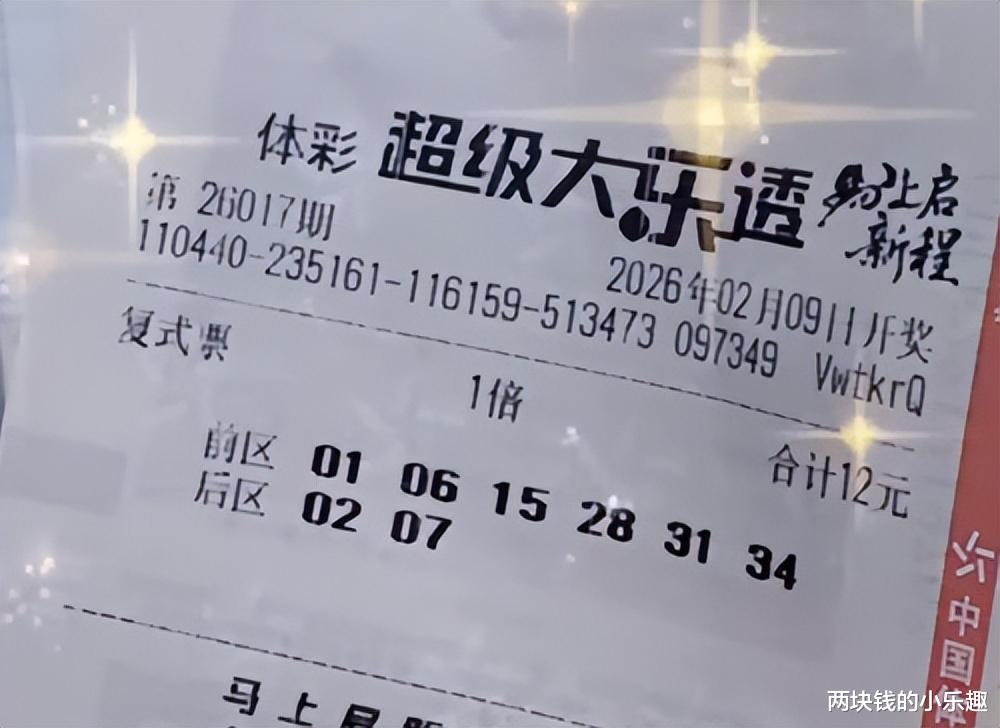 体彩 超级大乐透 马上启
新程
第 26017期
2026年02月09日开奖
110440-235161-116159-513473 097349 VwtkrQ
复式票
1倍
合计12元
前区 01 06 15 28 31 34
后区 02 07
马上
中国
两块钱的小乐趣